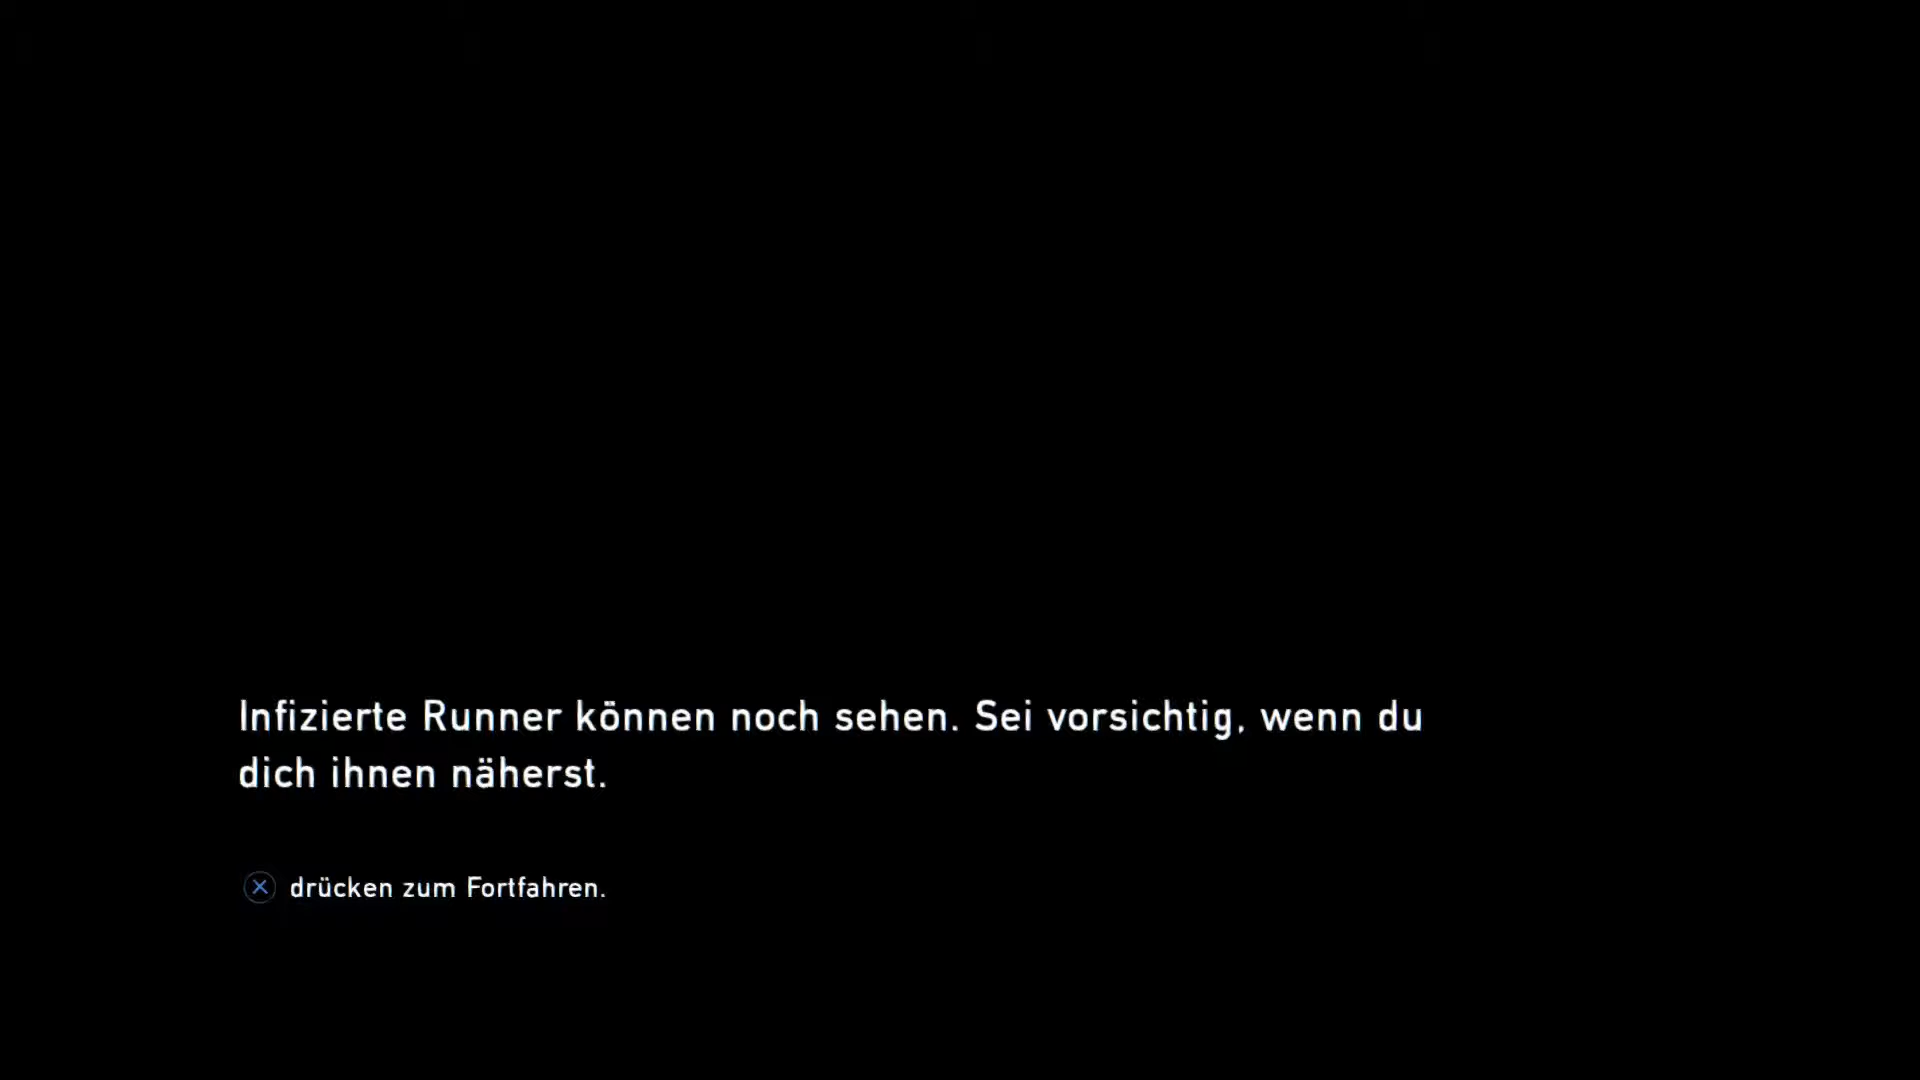 Infizierte Runner können noch sehen. Sei vorsichtig, wenn du
dich ihnen näherst.
drücken zum Fortfahren.